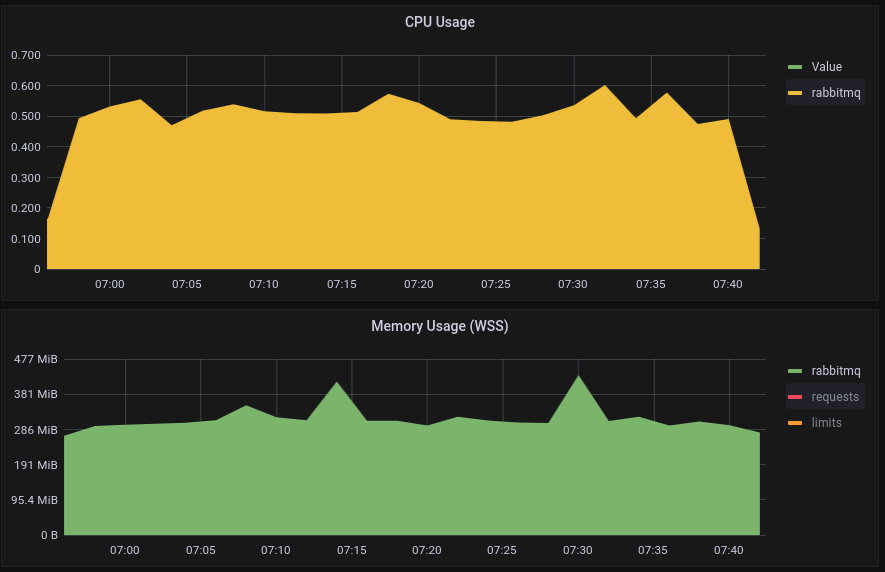 CPU Usage
0.700
0.600
0.500
0.400
0.300
0.200
0.100
0
07:00 07:05 07:10 07:15 07:20 07:25 07:30 07:35 07:40
Value
rabbitmq
Memory Usage (WSS)
477 MiB
381 MiB
286 MiB
191 MiB
95.4 MiB
0 B
07:00 07:05 07:10 07:15 07:20 07:25 07:30 07:35 07:40
rabbitmq
requests
limits